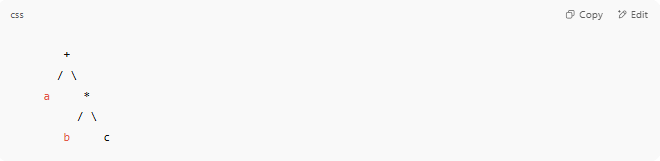 css Copy Edit
+
/ \
a *
/ \
b c